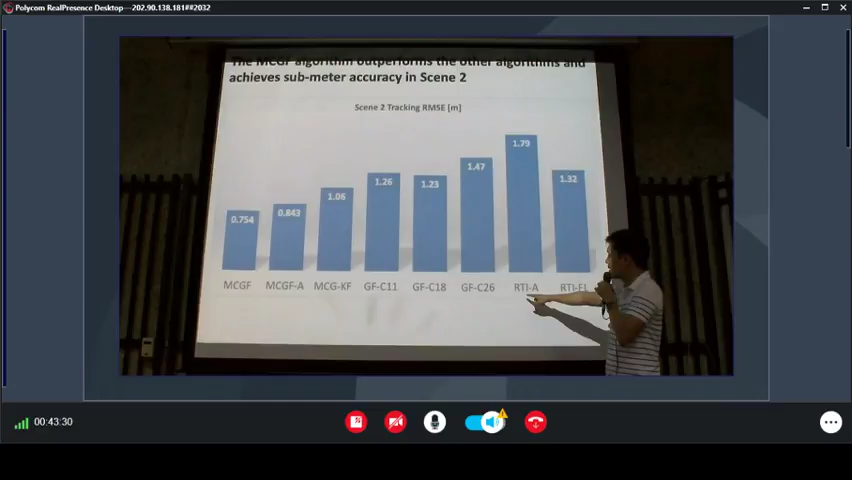 Polycom RealPresence Desktop—202.90.138.181##2032
The MCGF algorithm outperforms the other algorithms and
achieves sub-meter accuracy in Scene 2
Scene 2 Tracking RMSE [m]
0.754 0.843 1.06 1.26 1.23 1.47 1.79 1.32
MCGF MCGF-A MCG-KF GF-C11 GF-C18 GF-C26 RTI-A RTI-EL
00:43:30